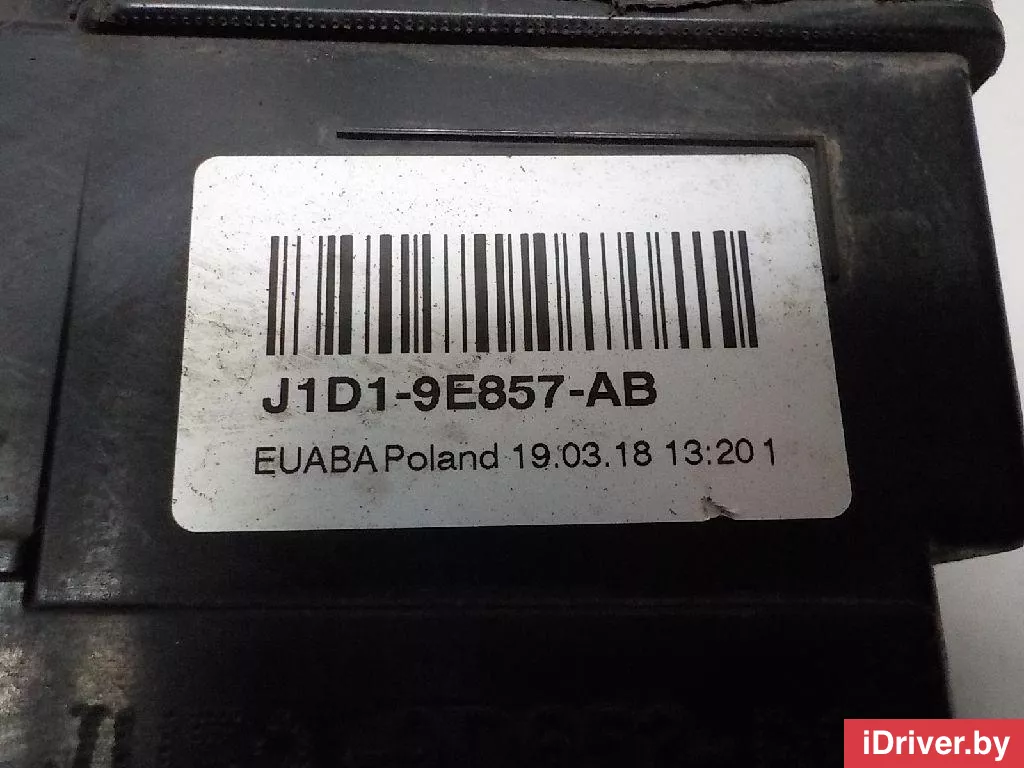 J1D1-9E857-AB
EUABA Poland 19.03.18 13:20 1
iDriver.by